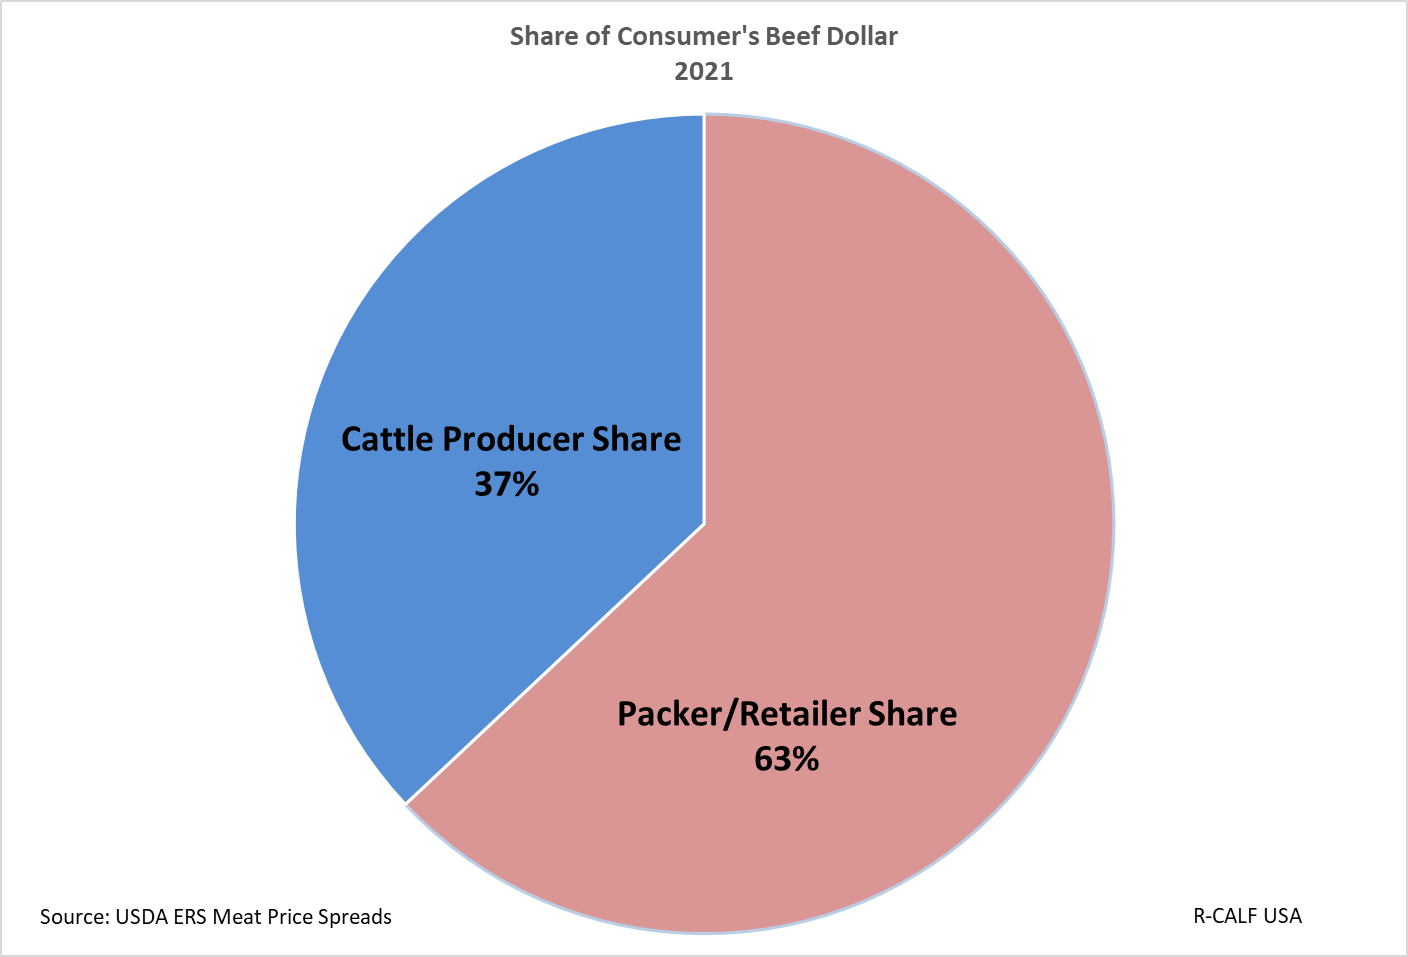 Share of Consumer's Beef Dollar
2021
Cattle Producer Share
37%
Packer/Retailer Share
63%
Source: USDA ERS Meat Price Spreads
R-CALF USA